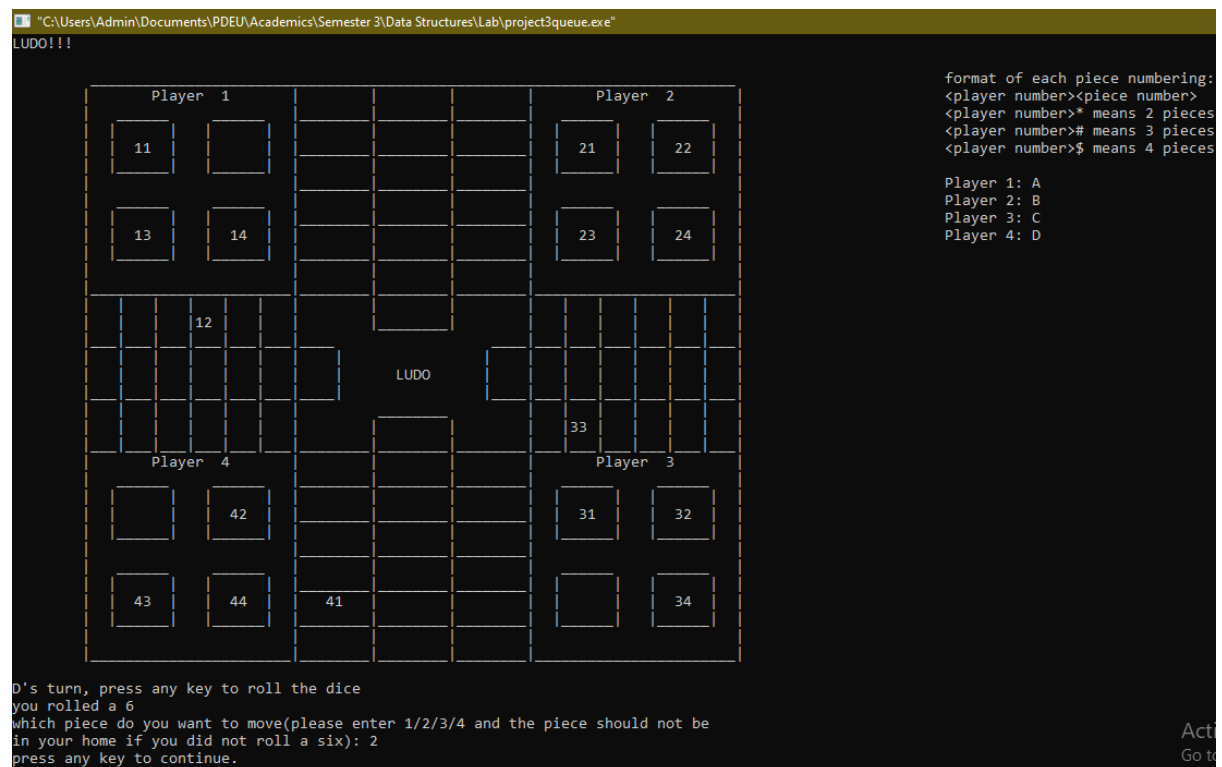 "C:\Users\Admin\Documents\PDEU\Academics\Semester 3\Data Structures\Lab\project3queue.exe"
LUDO!!!
format of each piece numbering:
<player number><piece number>
<player number>* means 2 pieces
<player number># means 3 pieces
<player number>$ means 4 pieces
Player 1: A
Player 2: B
Player 3: C
Player 4: D
Player 1 Player 2
11 21 22
13 14 23 24
12
LUDO
33
Player 4 Player 3
42 31 32
43 44 41 34
D's turn, press any key to roll the dice
you rolled a 6
which piece do you want to move(please enter 1/2/3/4 and the piece should not be
in your home if you did not roll a six): 2
press any key to continue.